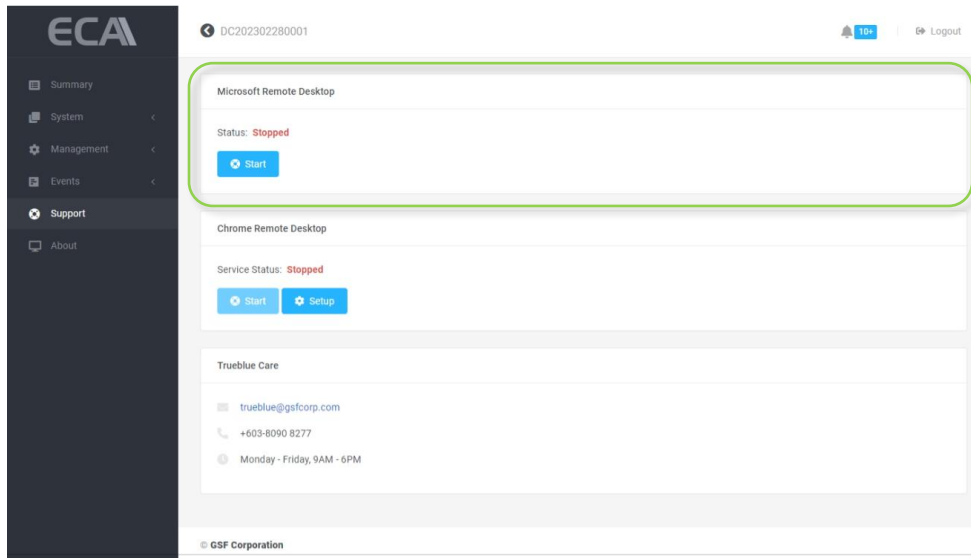 ECA
DC202302280001
10+
Logout
Summary
System
Management
Events
Support
About
Microsoft Remote Desktop
Status: Stopped
Start
Chrome Remote Desktop
Service Status: Stopped
Start Setup
Trueblue Care
trueblue@gsfcorp.com
+603-8090 8277
Monday - Friday, 9AM - 6PM
© GSF Corporation